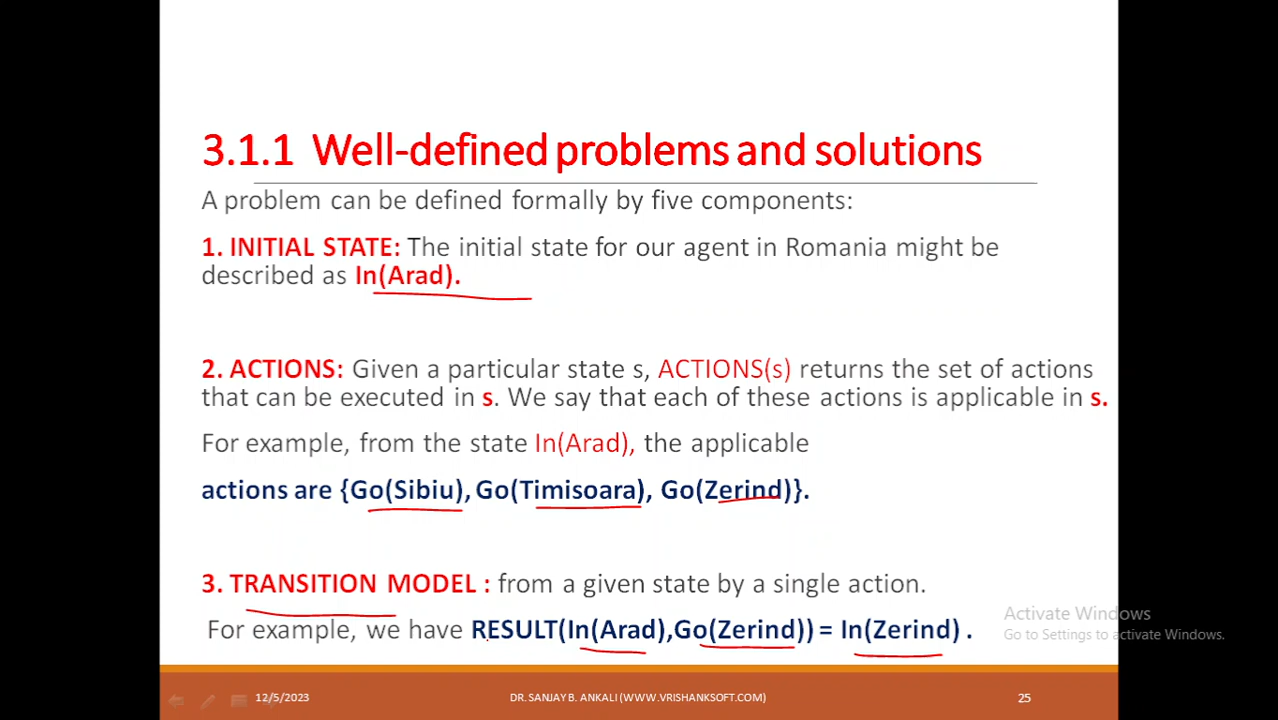 3.1.1 Well-defined problems and solutions
A problem can be defined formally by five components:
1. INITIAL STATE: The initial state for our agent in Romania might be
described as In(Arad).
2. ACTIONS: Given a particular state s, ACTIONS(s) returns the set of actions
that can be executed in s. We say that each of these actions is applicable in s.
For example, from the state In(Arad), the applicable
actions are {Go(Sibiu), Go(Timisoara), Go(Zerind)}.
3. TRANSITION MODEL : from a given state by a single action.
For example, we have RESULT(In(Arad),Go(Zerind)) = In(Zerind) .
Activate Windows
Go to Settings to activate Windows.
12/5/2023
DR. SANJAY B. ANKALI (WWW.VRISHANKSOFT.COM)
25